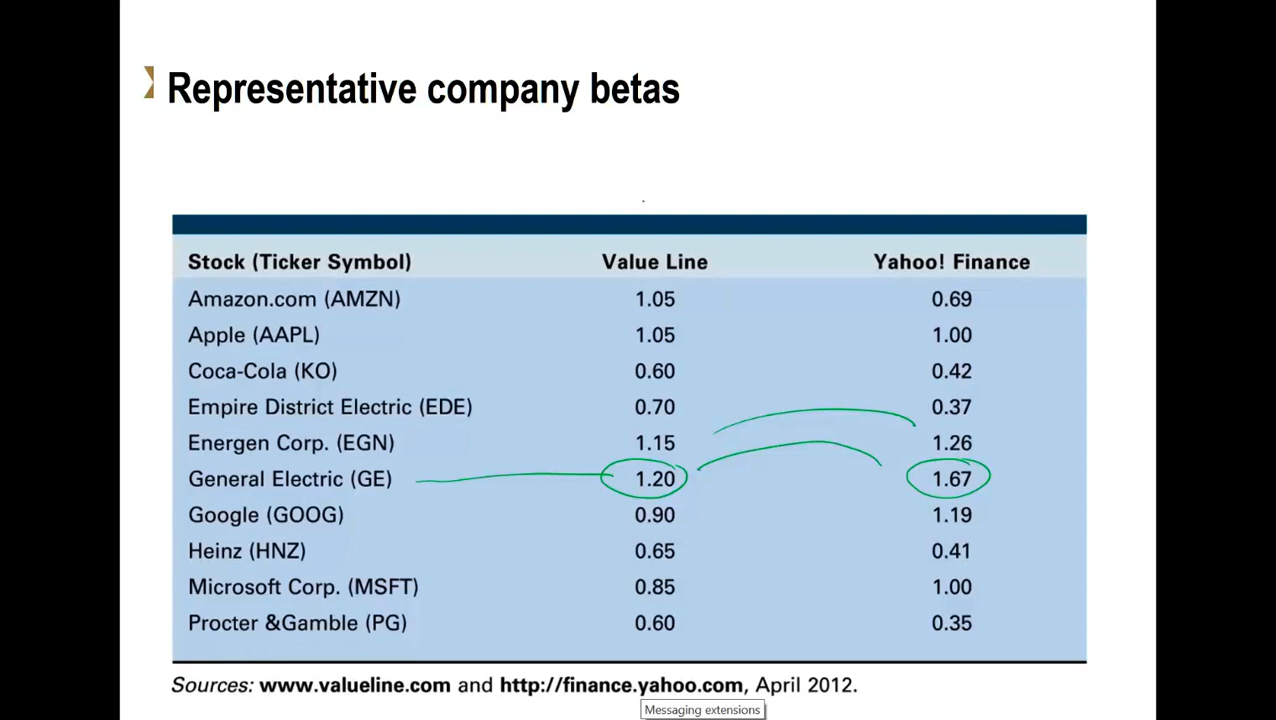 Representative company betas
Stock (Ticker Symbol) Value Line Yahoo! Finance
Amazon.com (AMZN) 1.05 0.69
Apple (AAPL) 1.05 1.00
Coca-Cola (KO) 0.60 0.42
Empire District Electric (EDE) 0.70 0.37
Energen Corp. (EGN) 1.15 1.26
General Electric (GE) 1.20 1.67
Google (GOOG) 0.90 1.19
Heinz (HNZ) 0.65 0.41
Microsoft Corp. (MSFT) 0.85 1.00
Procter &Gamble (PG) 0.60 0.35
Sources: www.valueline.com and http://finance.yahoo.com, April 2012.
Messaging extensions